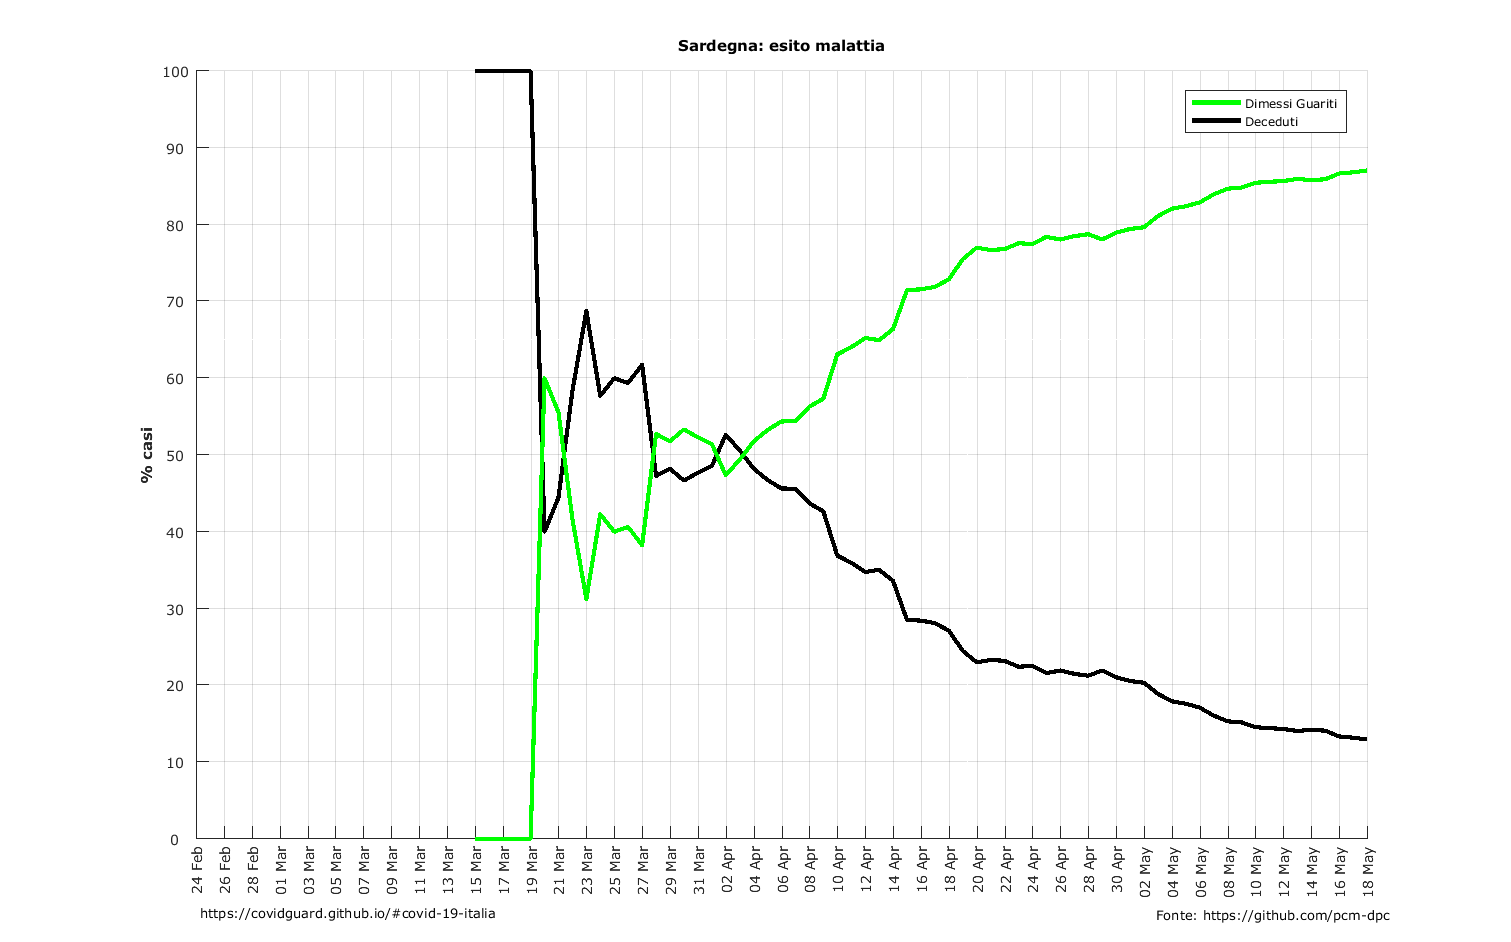 Sardegna: esito malattia
Dimessi Guariti
Deceduti
% casi
100
90
80
70
60
50
40
30
20
10
0
24 Feb
26 Feb
28 Feb
01 Mar
03 Mar
05 Mar
07 Mar
09 Mar
11 Mar
13 Mar
15 Mar
17 Mar
19 Mar
21 Mar
23 Mar
25 Mar
27 Mar
29 Mar
31 Mar
02 Apr
04 Apr
06 Apr
08 Apr
10 Apr
12 Apr
14 Apr
16 Apr
18 Apr
20 Apr
22 Apr
24 Apr
26 Apr
28 Apr
30 Apr
02 May
04 May
06 May
08 May
10 May
12 May
14 May
16 May
18 May
https://covidguard.github.io/#covid-19-italia
Fonte: https://github.com/pcm-dpc